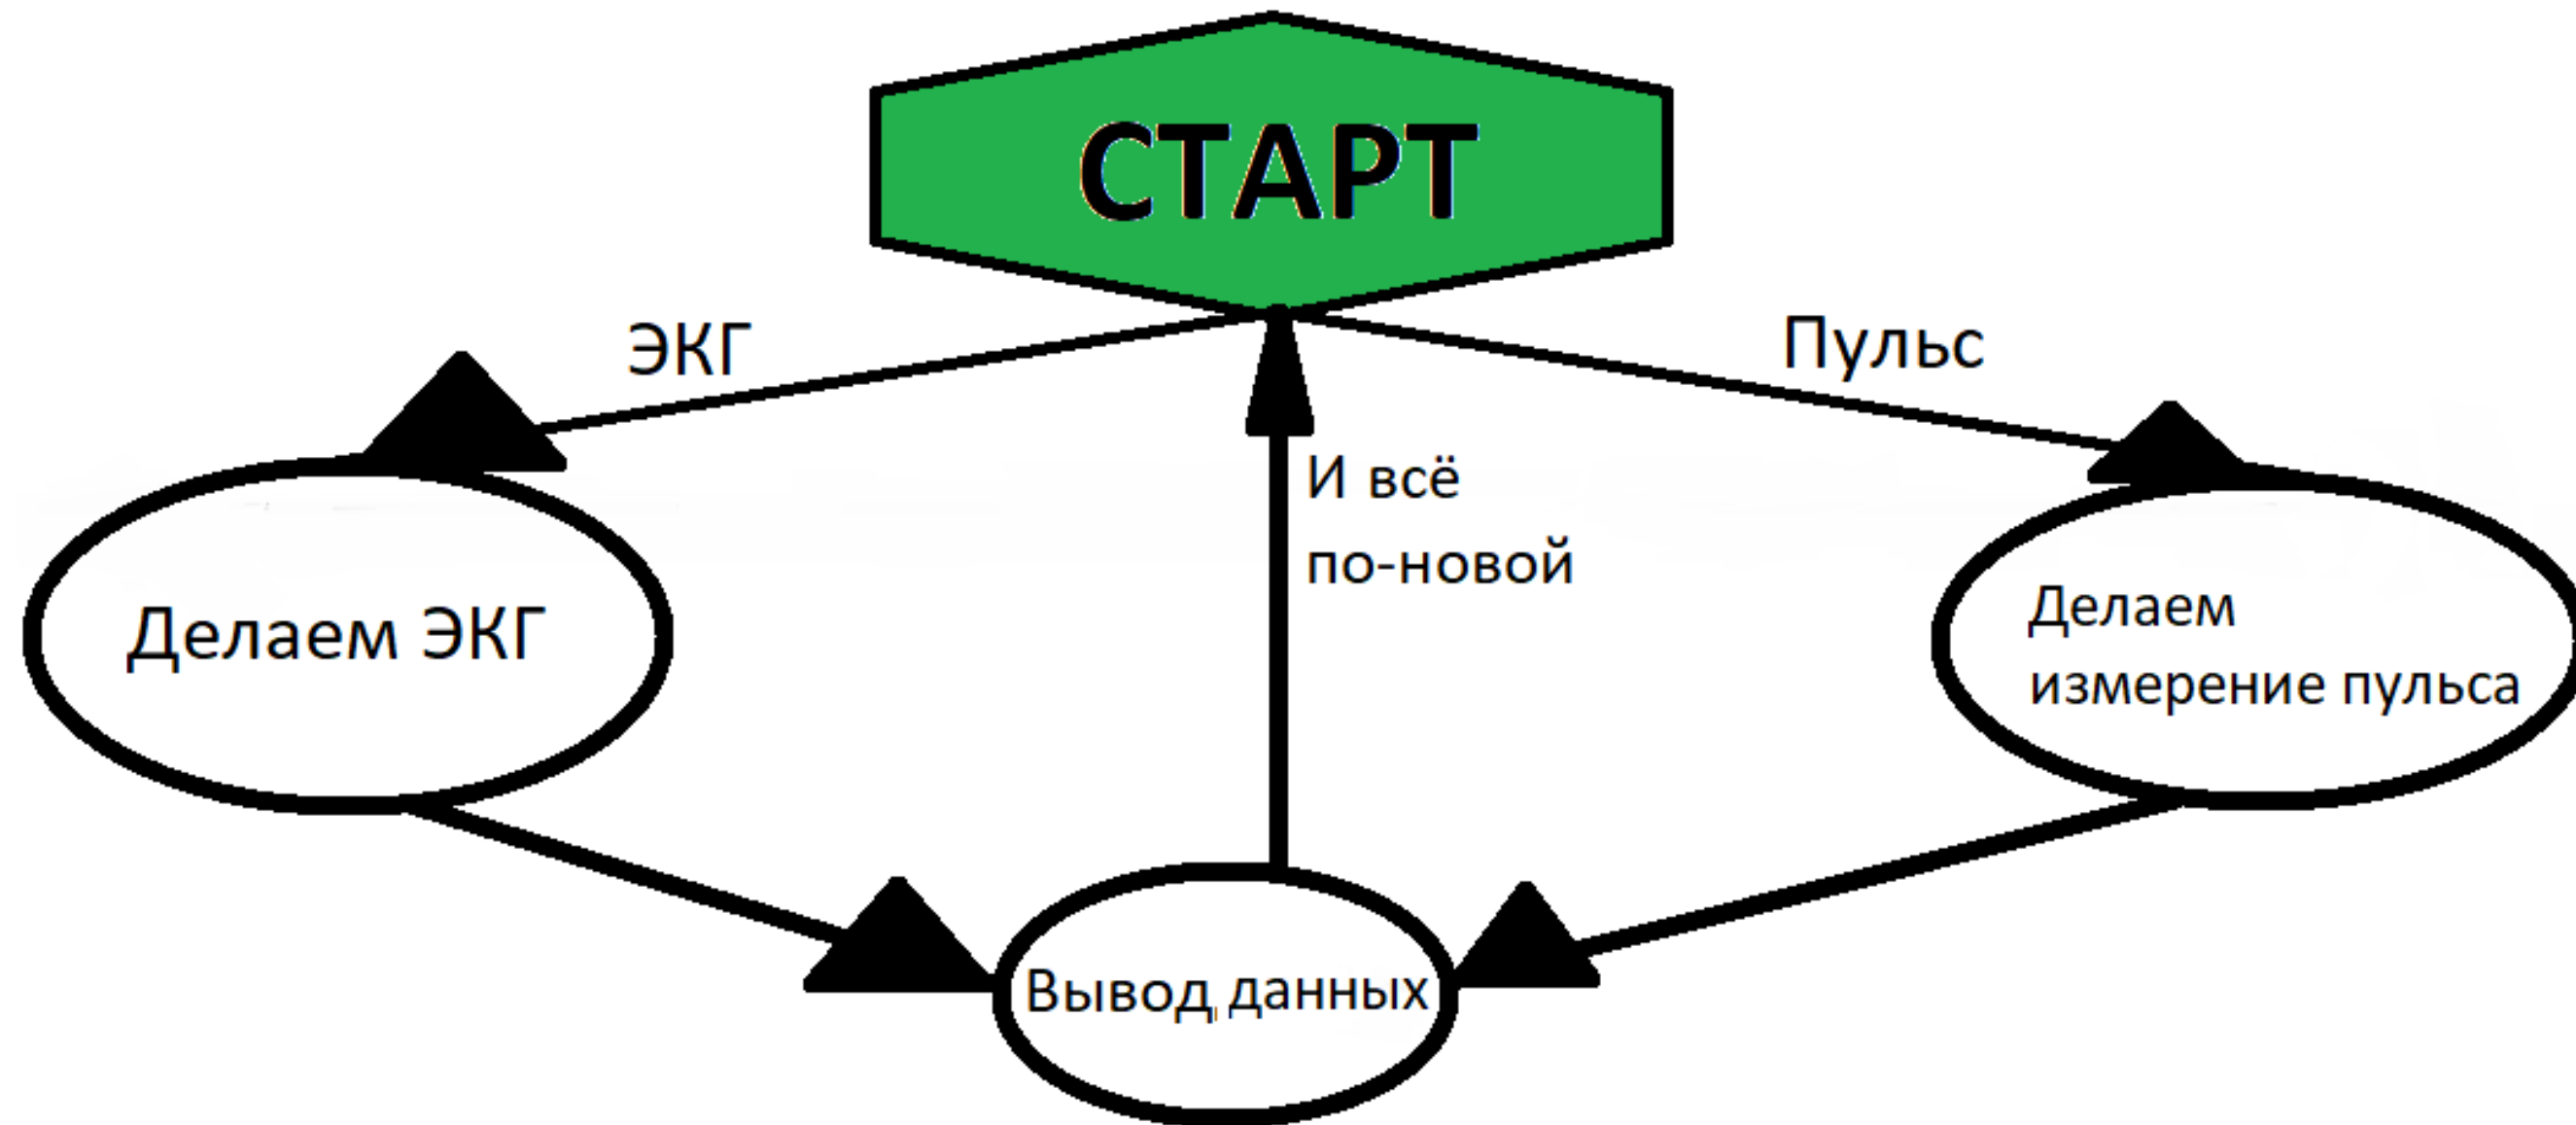 СТАРТ
ЭКГ
Пульс
И всё
по-новой
Делаем ЭКГ
Делаем
измерение пульса
Вывод данных